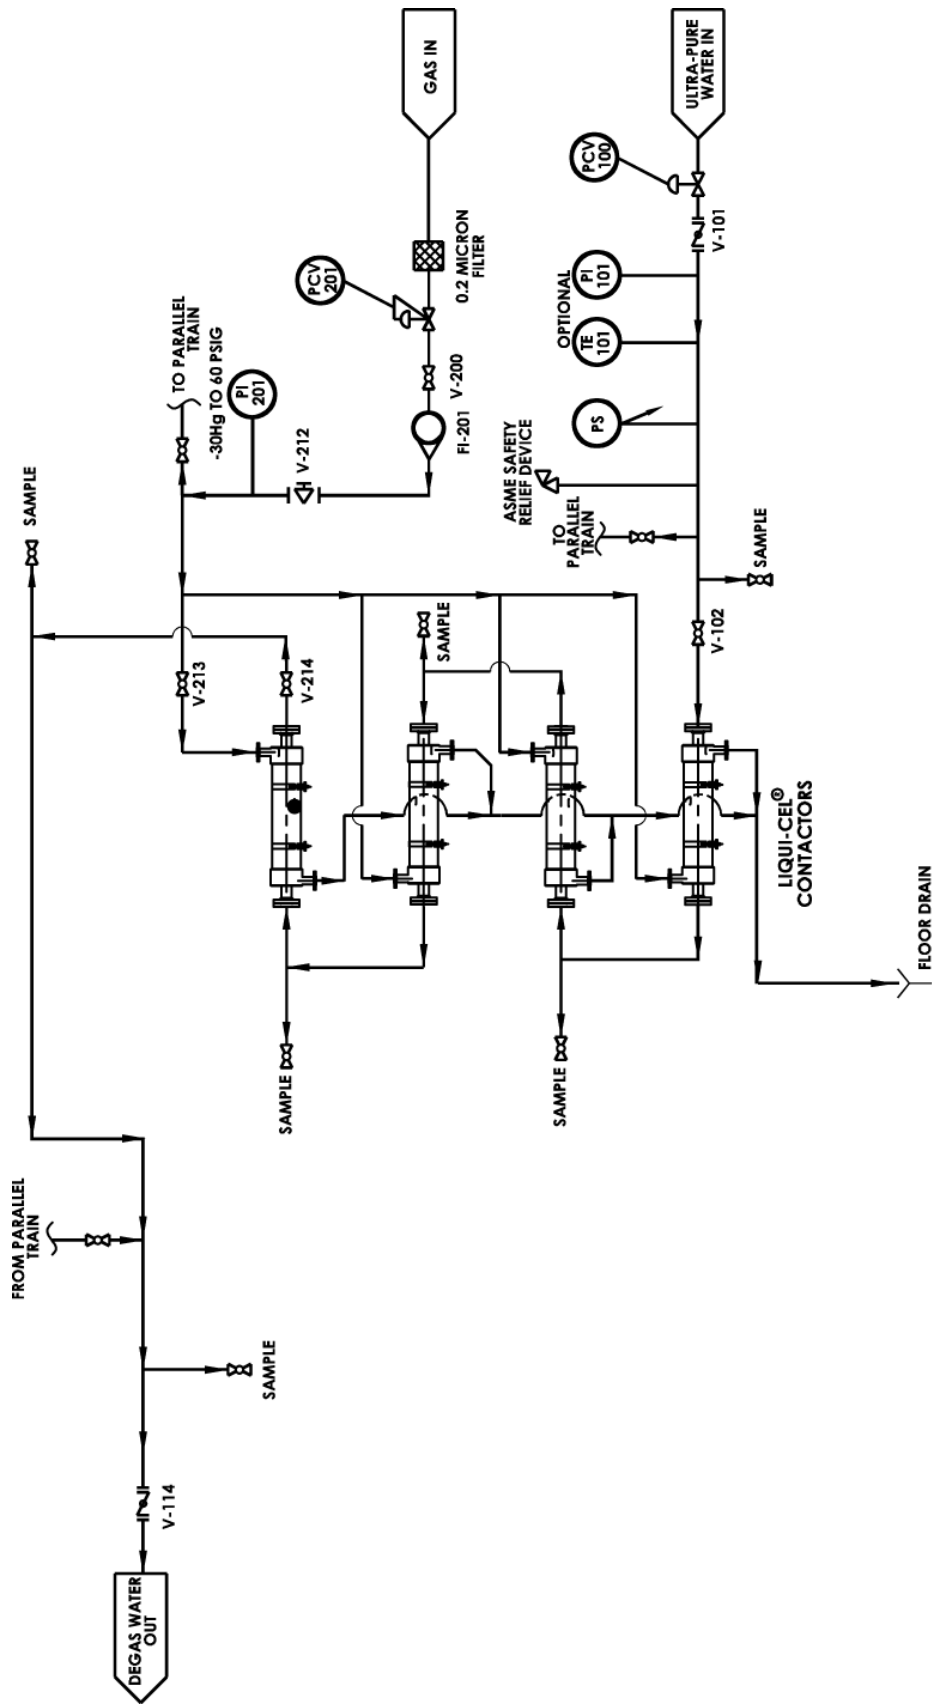 GAS IN
ULTRA-PURE
WATER IN
PCV
100
V-101
0.2 MICRON
FILTER
PCV
201
PI
101
OPTIONAL
TE
101
TO PARALLEL
TRAIN
-30Hg TO 60 PSIG
PI
201
V-200
FI-201
PS
V-212
SAMPLE
ASME SAFETY
RELIEF DEVICE
TO
PARALLEL
TRAIN
SAMPLE
SAMPLE
V-102
V-213
V-214
LIQUI-CEL®
CONTACTORS
FLOOR DRAIN
SAMPLE
SAMPLE
FROM PARALLEL
TRAIN
SAMPLE
V-114
DEGAS WATER
OUT